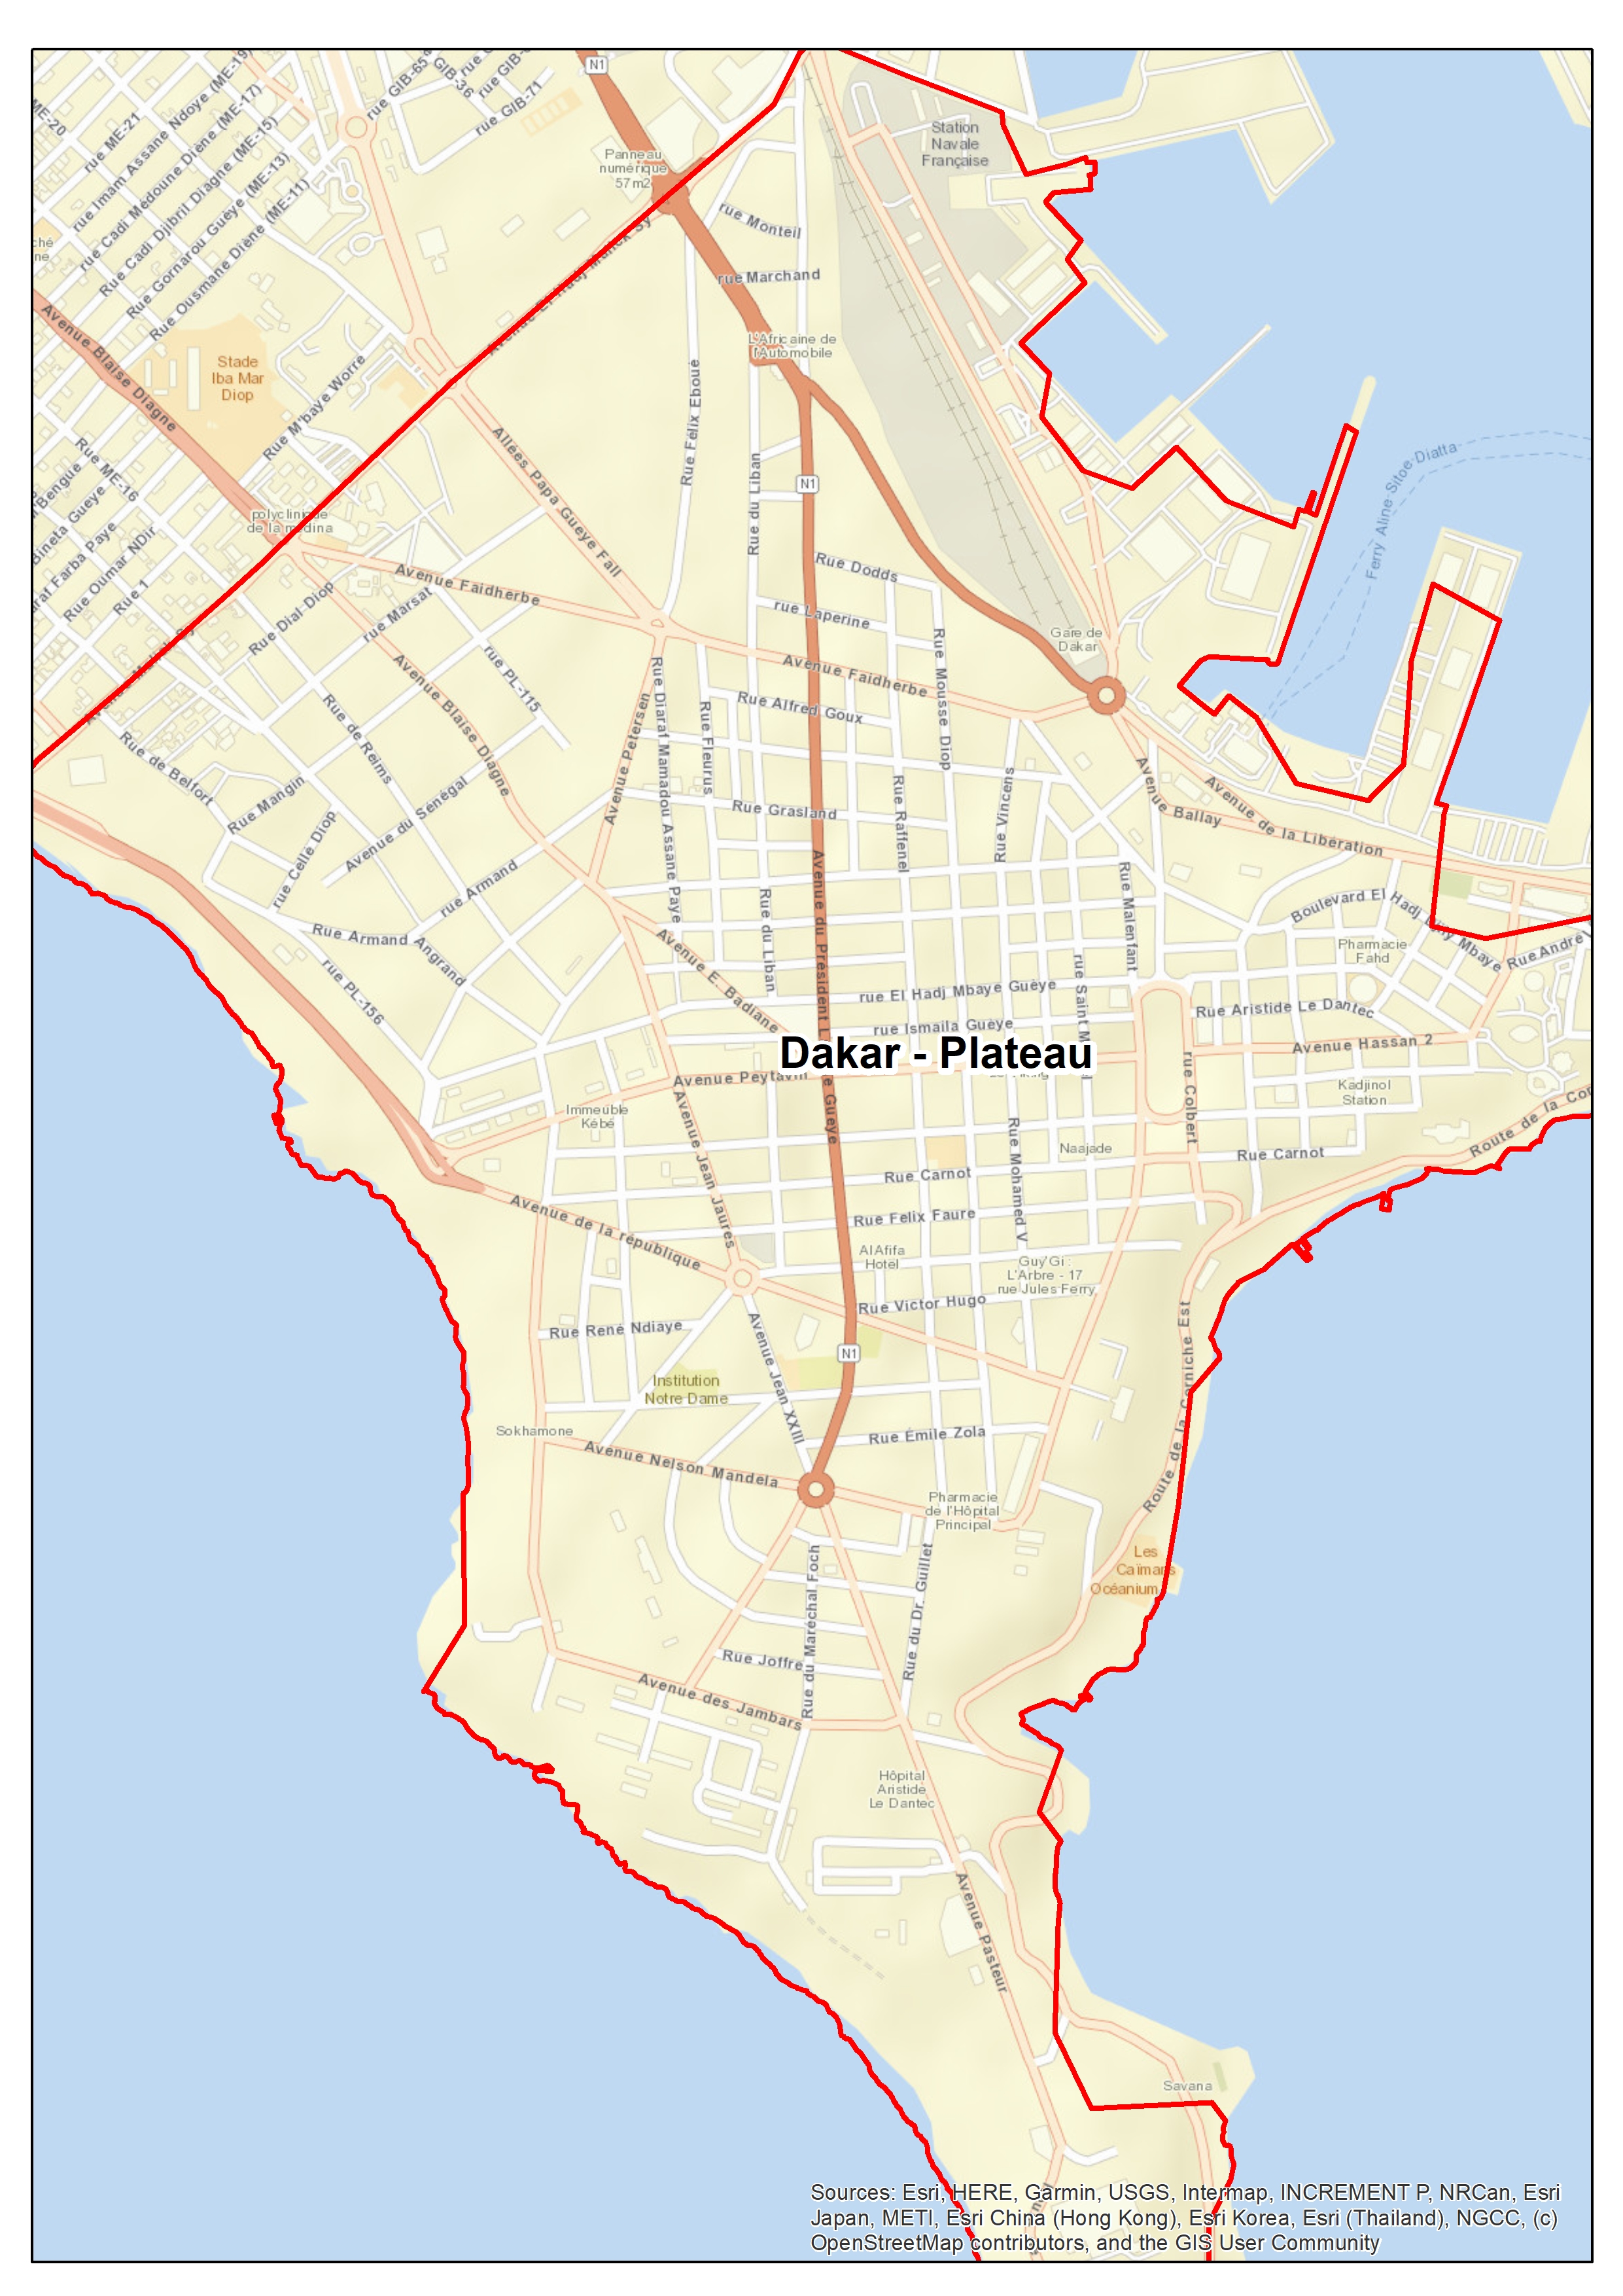 N1
rue GIB-65
GIB-36
rue GIB-71
ME-20
rue ME-21
rue Imam Assane Ndoye (ME-19)
rue Cadi Médoune Diène (ME-17)
Rue Cadi Djibril Diagne (ME-15)
Rue Gornarou Guèye (ME-13)
Rue Ousmane Diène (ME-11)
Station
Navale
Française
Panneau
numérique
57m2
rue Monteil
rue Marchand
L'Africaine de
l'Automobile
Avenue Blaise Diagne
Stade
Iba Mar
Diop
Rue M'baye Worre
Rue Félix Eboué
Allées Papa Gueye Fall
Rue du Liban
N1
Rue ME-16
polyclinique
de la medina
Rue Oumar NDir
Rue 1
Ferry Aline Sitoe Diatta
Avenue Faidherbe
Rue Dodds
rue Laperine
Rue Dial-Diop
rue Marsat
rue PL-115
Gare de
Dakar
Avenue Faidherbe
Rue Alfred Goux
Rue Mousse Diop
Avenue Blaise Diagne
Avenue Petersen
Rue Diaraf Mamadou Assane Paye
Rue Fleurus
Rue de Reims
Rue de Belfort
Rue Mangin
Avenue du Sénégal
rue Celle Diop
rue Armand
Rue Grasland
Rue Raffenel
Rue Vincens
Avenue Ballay
Avenue de la Libération
Rue Malenfant
Rue du Liban
Avenue du Président L
e Gueye
Rue Armand Angrand
rue PL-156
Avenue E. Badiane
Boulevard El Hadj Djily Mbaye
Rue André
Pharmacie
Fahd
rue El Hadj Mbaye Guèye
rue Ismaila Guèye
rue Saint M
Rue Aristide Le Dantec
Avenue Hassan 2
Dakar - Plateau
Avenue Peytavin
rue Colbert
Kadjinol
Station
Immeuble
Kébé
Avenue Jean Jaures
Rue Mohamed V
Naajade
Rue Carnot
Rue Carnot
Route de la Cor
Avenue de la république
Rue Felix Faure
Al Afifa
Hotel
Guy'Gi :
L'Arbre - 17
rue Jules Ferry
Rue Victor Hugo
Rue René Ndiaye
N1
Avenue Jean XXIII
Institution
Notre Dame
Route de la Corniche Est
Sokhamone
Rue Émile Zola
Avenue Nelson Mandela
Pharmacie
de l'Hôpital
Principal
Les
Caïmans
Océanium
Rue du Maréchal Foch
Rue du Dr. Guillet
Rue Joffre
Avenue des Jambars
Hôpital
Aristide
Le Dantec
Avenue Pasteur
Savana
Sources: Esri, HERE, Garmin, USGS, Intermap, INCREMENT P, NRCan, Esri
Japan, METI, Esri China (Hong Kong), Esri Korea, Esri (Thailand), NGCC, (c)
OpenStreetMap contributors, and the GIS User Community